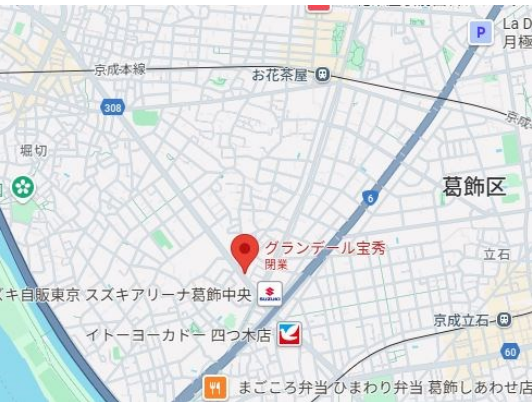 La D
月極
P
京成本線
お花茶屋
308
堀切
京成
6
葛飾区
グランデール宝秀
閉業
立石
ズキ自販東京 スズキアリーナ葛飾中央
SUZUKI
京成立石
イトーヨーカドー 四つ木店
60
まごころ弁当 ひまわり弁当 葛飾しあわせ店